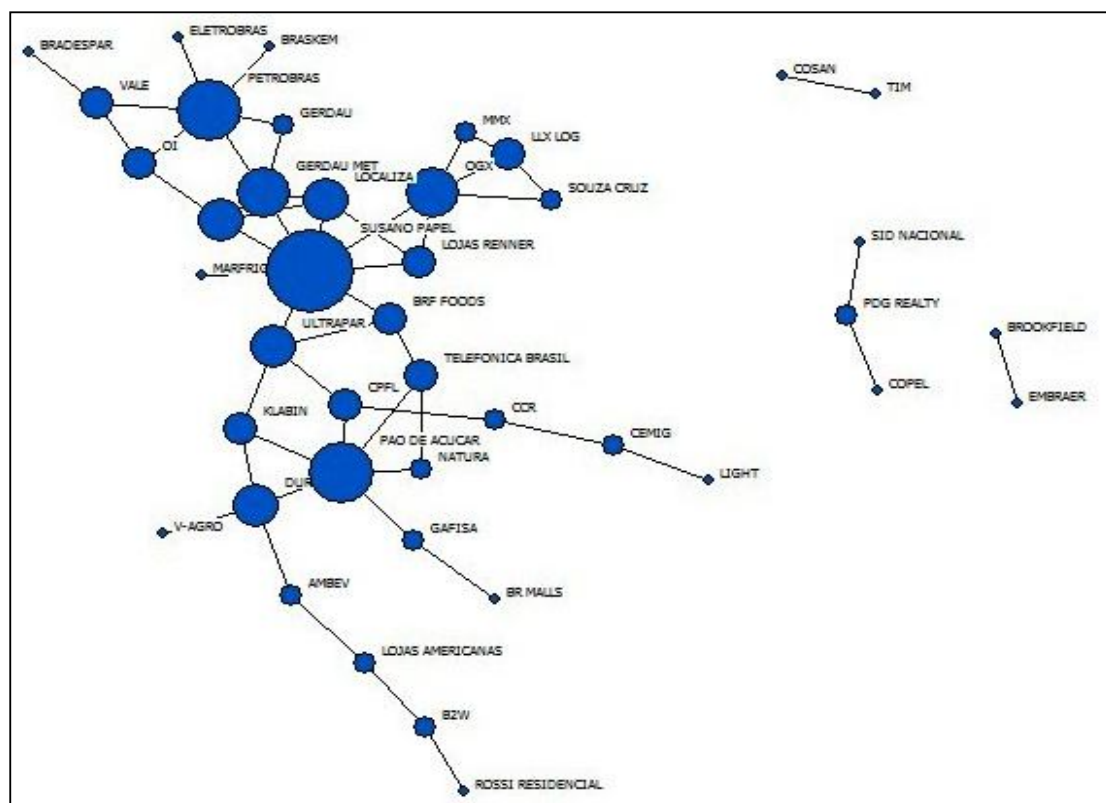 ELETROBRAS
BRADESPAR
BRASKEM
COSAN
PETROBRAS
VALE
TIM
GERDAU
MMX
LLX LOG
OI
GERDAU MET
OGX
LOCALIZA
SOUZA CRUZ
SUSANO PAPEL
SID NACIONAL
LOJAS RENNER
MARFRIG
BRF FOODS
PDG REALTY
ULTRAPAR
BROOKFIELD
TELEFONICA BRASIL
CPFL
COPEL
EMBRAER
KLABIN
CCR
PAO DE ACUCAR
CEMIG
NATURA
LIGHT
V-AGRO
GAFISA
AMBEV
BR MALLS
LOJAS AMERICANAS
B2W
ROSSI RESIDENCIAL